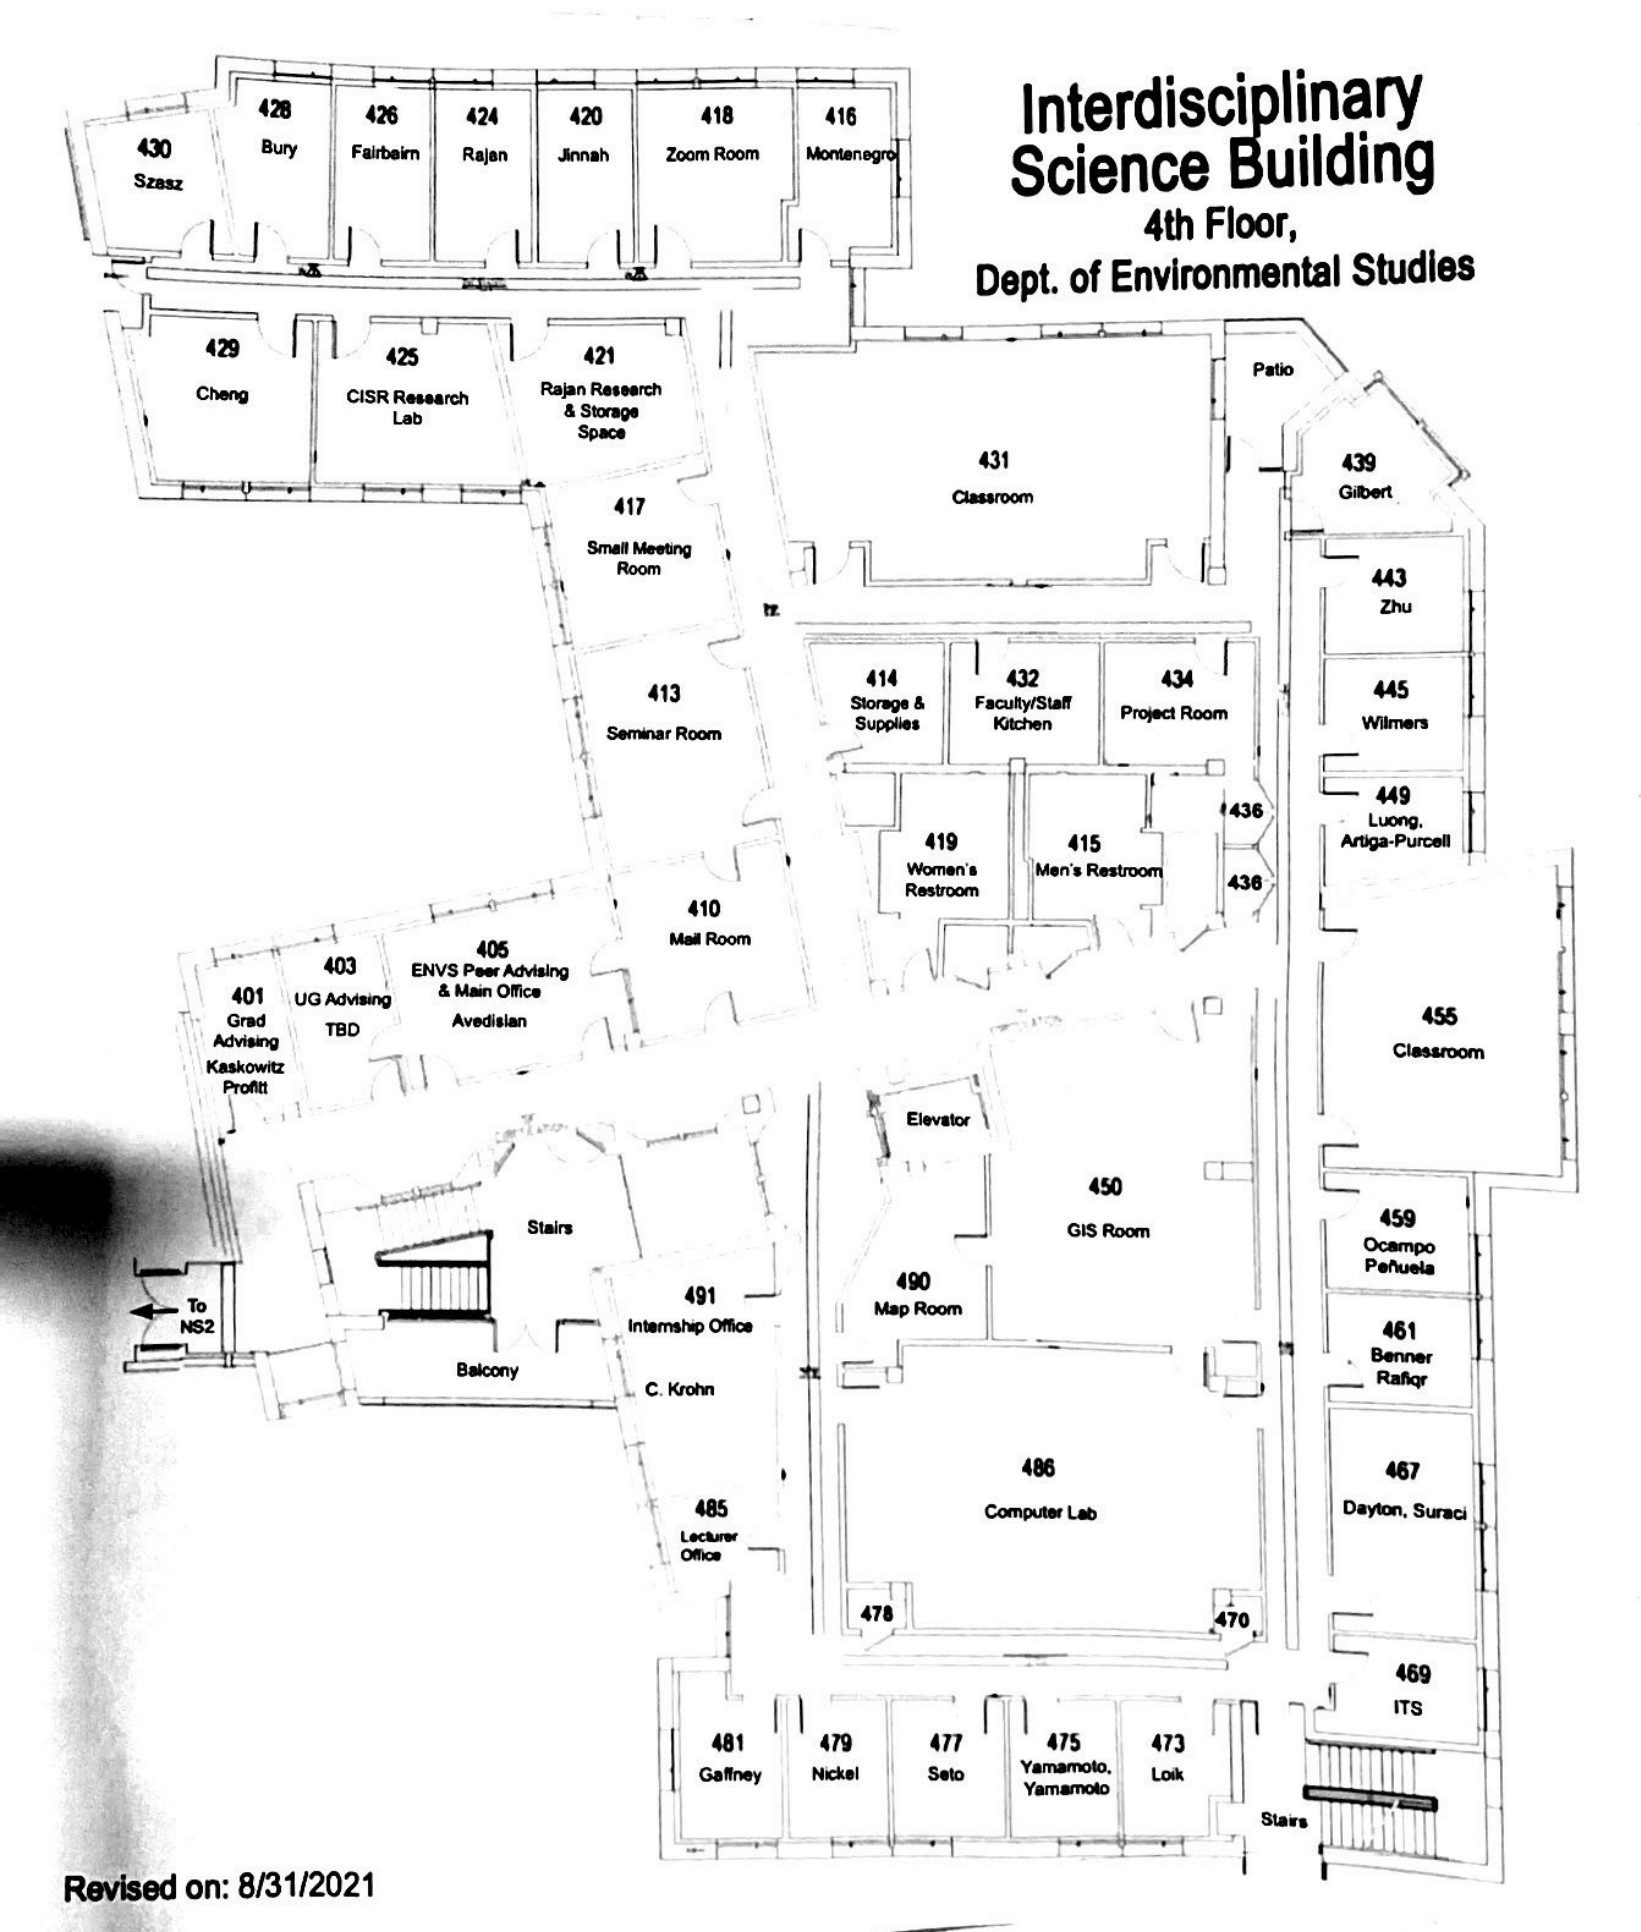 Interdisciplinary
Science Building
4th Floor,
Dept. of Environmental Studies
430
Szasz
428
Bury
426
Fairbairn
424
Rajan
420
Jinnah
418
Zoom Room
416
Montenegro
429
Cheng
425
CISR Research
Lab
421
Rajan Research
& Storage
Space
417
Small Meeting
Room
413
Seminar Room
410
Mail Room
431
Classroom
Patio
439
Gilbert
443
Zhu
445
Wilmers
449
Luong,
Artiga-Purcell
414
Storage &
Supplies
432
Faculty/Staff
Kitchen
434
Project Room
436
436
419
Women's
Restroom
415
Men's Restroom
401
Grad
Advising
Kaskowitz
Profitt
403
UG Advising
TBD
405
ENVS Peer Advising
& Main Office
Avedisian
455
Classroom
Elevator
450
GIS Room
490
Map Room
Stairs
Balcony
To
NS2
491
Internship Office
C. Krohn
485
Lecturer
Office
459
Ocampo
Peñuela
461
Benner
Rafiqr
467
Dayton, Suraci
469
ITS
486
Computer Lab
478
470
481
Gaffney
479
Nickel
477
Seto
475
Yamamoto,
Yamamoto
473
Loik
Stairs
Revised on: 8/31/2021